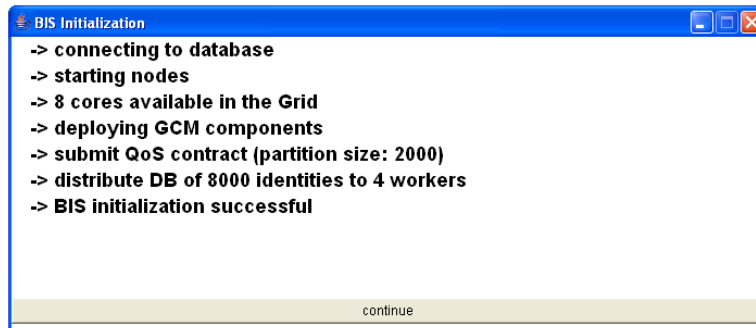 BIS Initialization
-> connecting to database
-> starting nodes
-> 8 cores available in the Grid
-> deploying GCM components
-> submit QoS contract (partition size: 2000)
-> distribute DB of 8000 identities to 4 workers
-> BIS initialization successful
continue